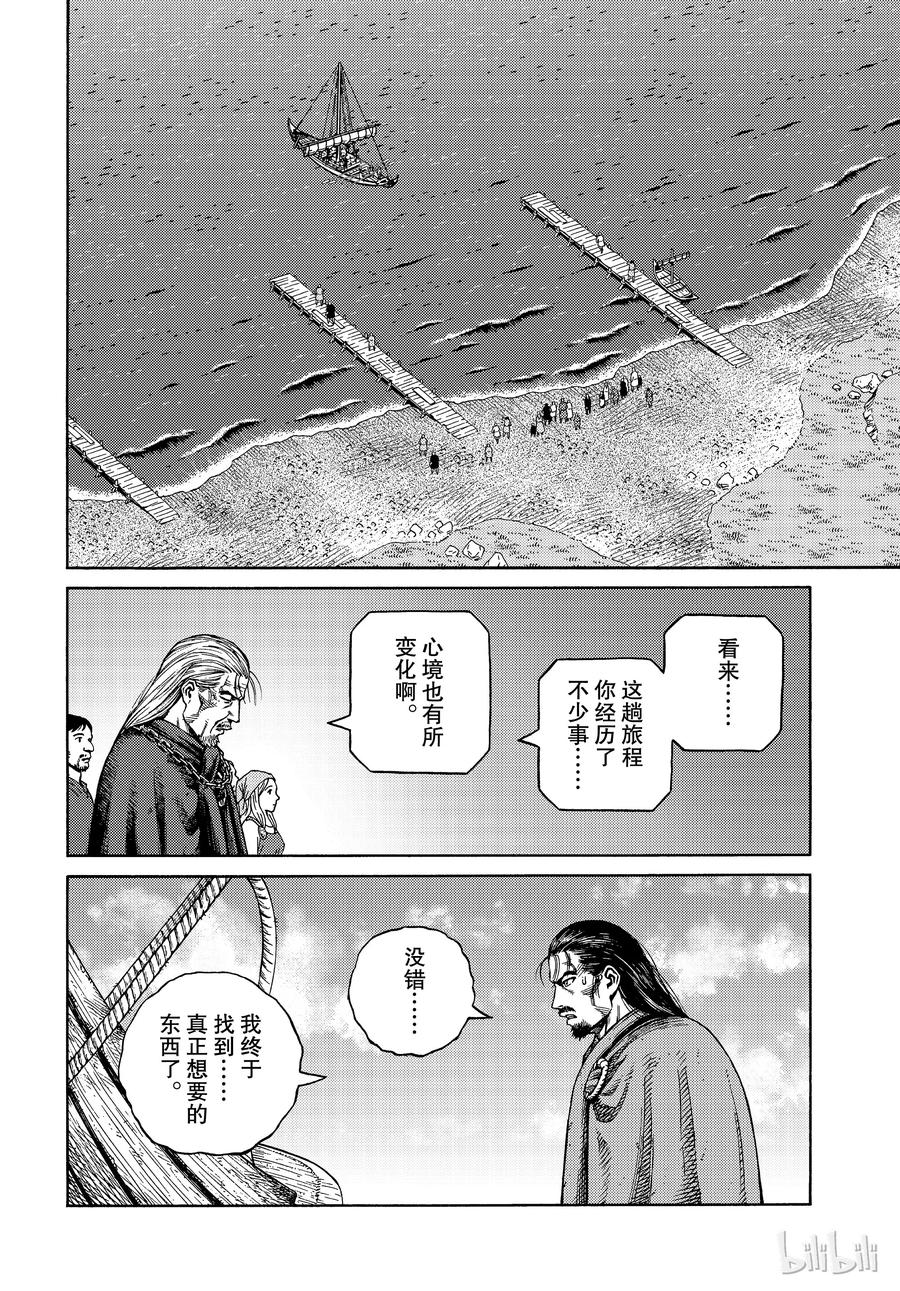 看来……
这趟旅程
你经历了
不少事……
心境也有所
变化啊。
没错……
我终于
找到……
真正想要的
东西了。
bilibili